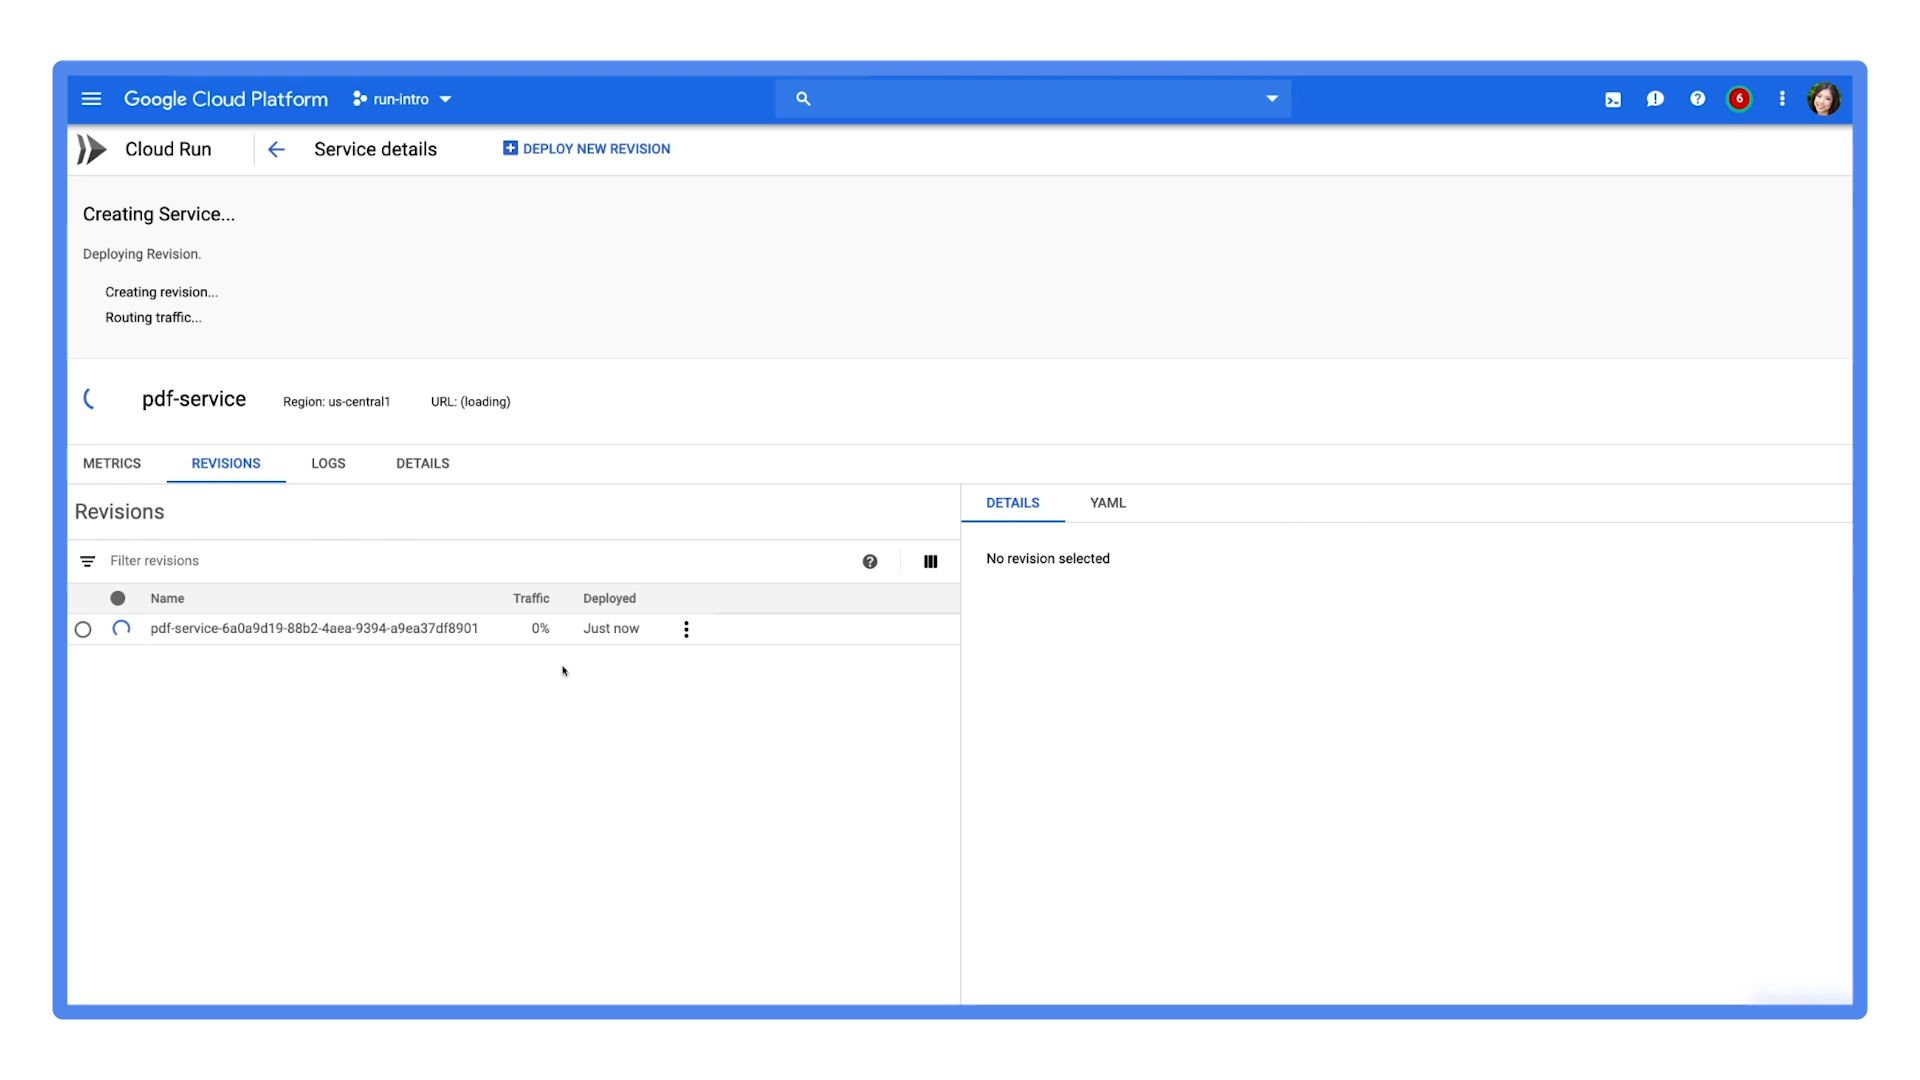 Google Cloud Platform run-intro 6
Cloud Run Service details DEPLOY NEW REVISION
Creating Service...
Deploying Revision.
Creating revision...
Routing traffic...
pdf-service Region: us-central1 URL: (loading)
METRICS REVISIONS LOGS DETAILS
Revisions
Filter revisions
Name Traffic Deployed
pdf-service-6a0a9d19-88b2-4aea-9394-a9ea37df8901 0% Just now
DETAILS YAML
No revision selected